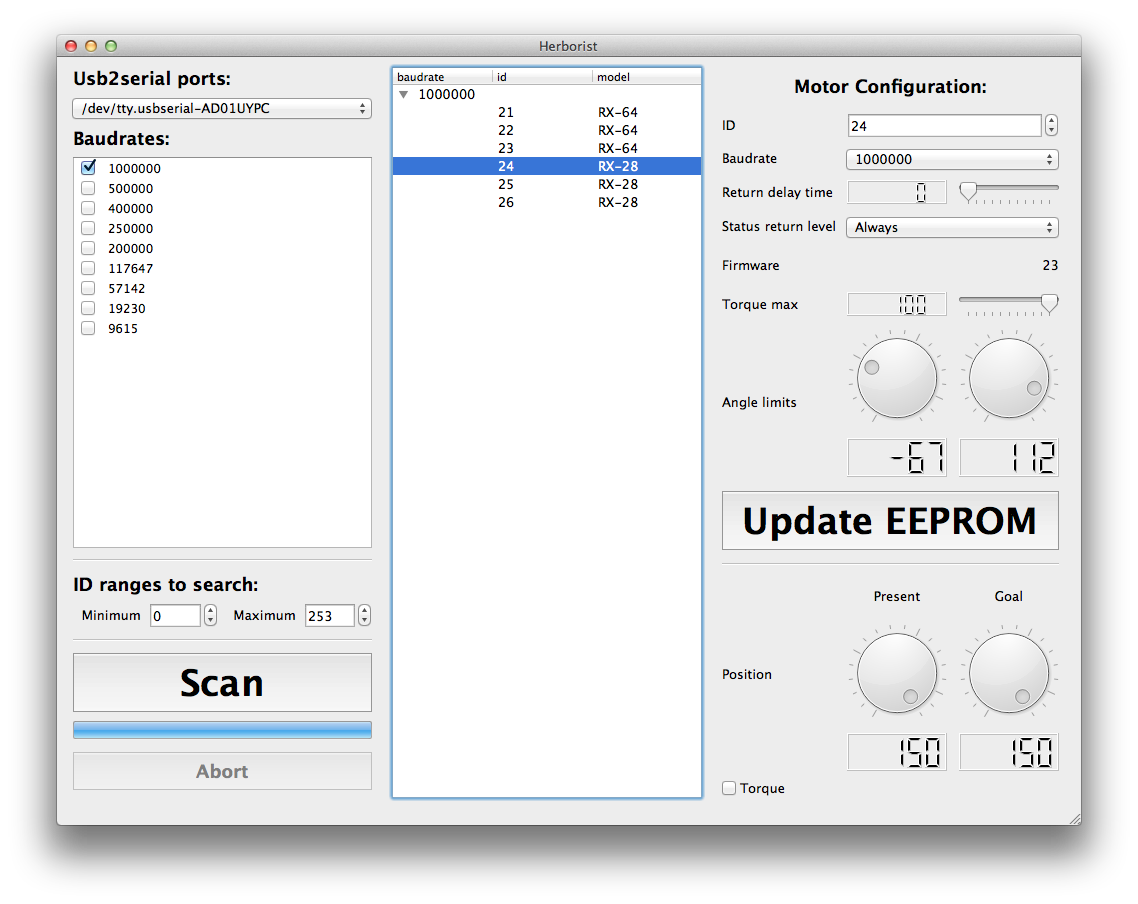 Herborist
Usb2serial ports:
/dev/tty.usbserial-AD01UYPC
Baudrates:
1000000
500000
400000
250000
200000
117647
57142
19230
9615
ID ranges to search:
Minimum 0 Maximum 253
Scan
Abort
baudrate id model
1000000
21 RX-64
22 RX-64
23 RX-64
24 RX-28
25 RX-28
26 RX-28
Motor Configuration:
ID 24
Baudrate 1000000
Return delay time 0
Status return level Always
Firmware 23
Torque max 100
Angle limits
-67 112
Update EEPROM
Present Goal
Position
150 150
Torque